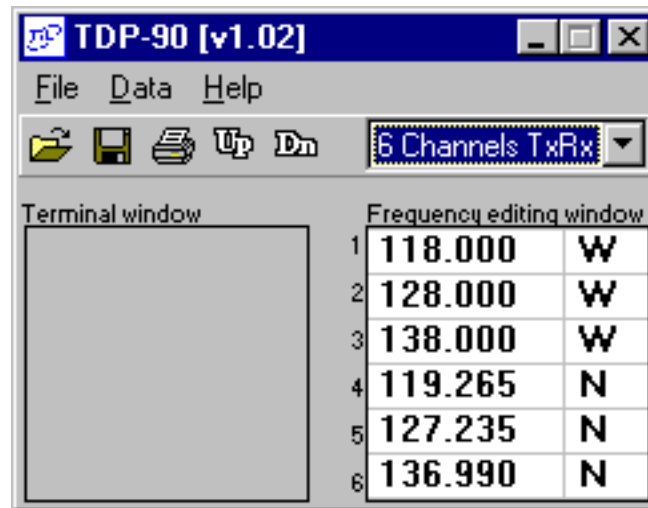 TDP-90 [v1.02]
File Data Help
Up Dn 6 Channels TxRx
Terminal window
Frequency editing window
1 118.000 W
2 128.000 W
3 138.000 W
4 119.265 N
5 127.235 N
6 136.990 N